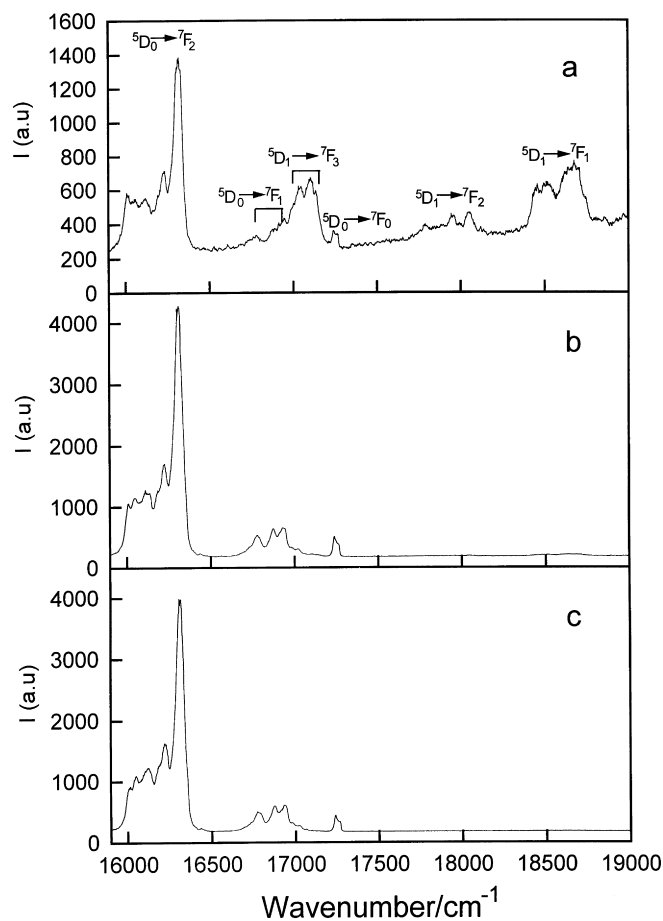 I (a.u)
1600
1400
1200
1000
800
600
400
200
0
a
⁵D₀→⁷F₂
⁵D₀→⁷F₁
⁵D₁→⁷F₃
⁵D₀→⁷F₀
⁵D₁→⁷F₂
⁵D₁→⁷F₁
I (a.u)
4000
3000
2000
1000
0
b
I (a.u)
4000
3000
2000
1000
0
c
16000 16500 17000 17500 18000 18500 19000
Wavenumber/cm⁻¹